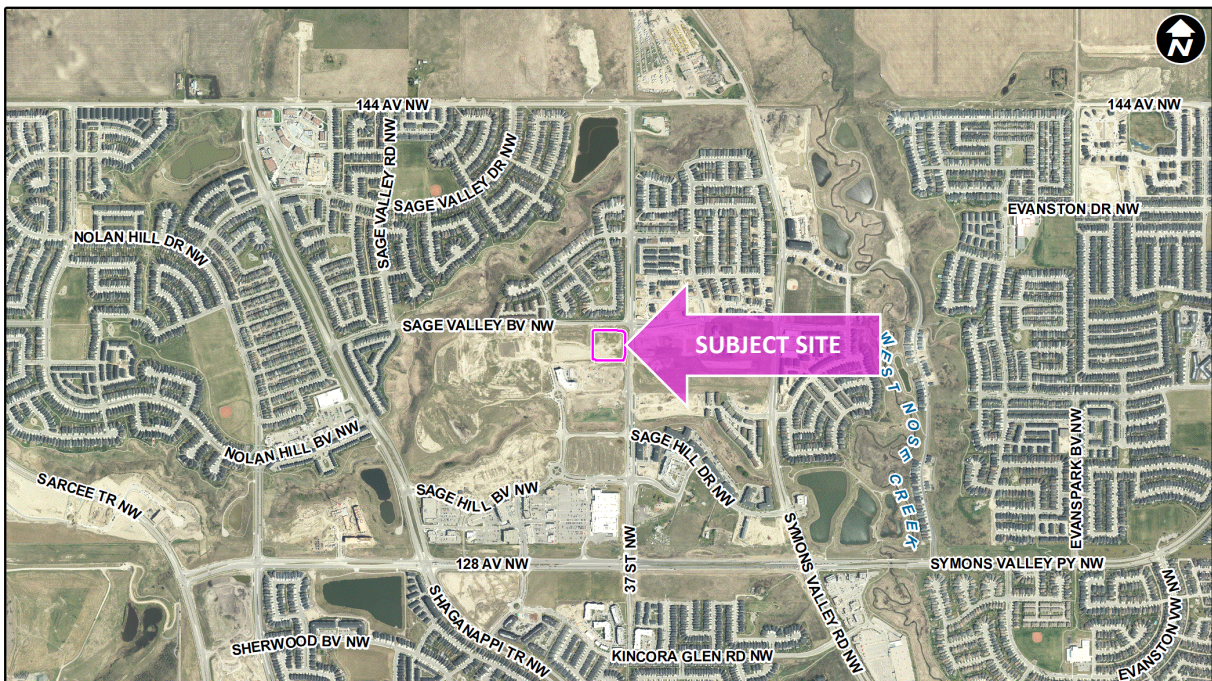 N
144 AV NW
144 AV NW
SAGE VALLEY RD NW
SAGE VALLEY DR NW
EVANSTON DR NW
NOLAN HILL DR NW
SAGE VALLEY BV NW
SUBJECT SITE
WEST NOSE CREEK
NOLAN HILL BV NW
SAGE HILL DR NW
EVANSPARK BV NW
SARCEE TR NW
SAGE HILL BV NW
SYMONS VALLEY RD NW
128 AV NW
37 ST NW
SYMONS VALLEY PY NW
SHAGANAPPI TR NW
SHERWOOD BV NW
KINCORA GLEN RD NW
EVANSTON WY NW